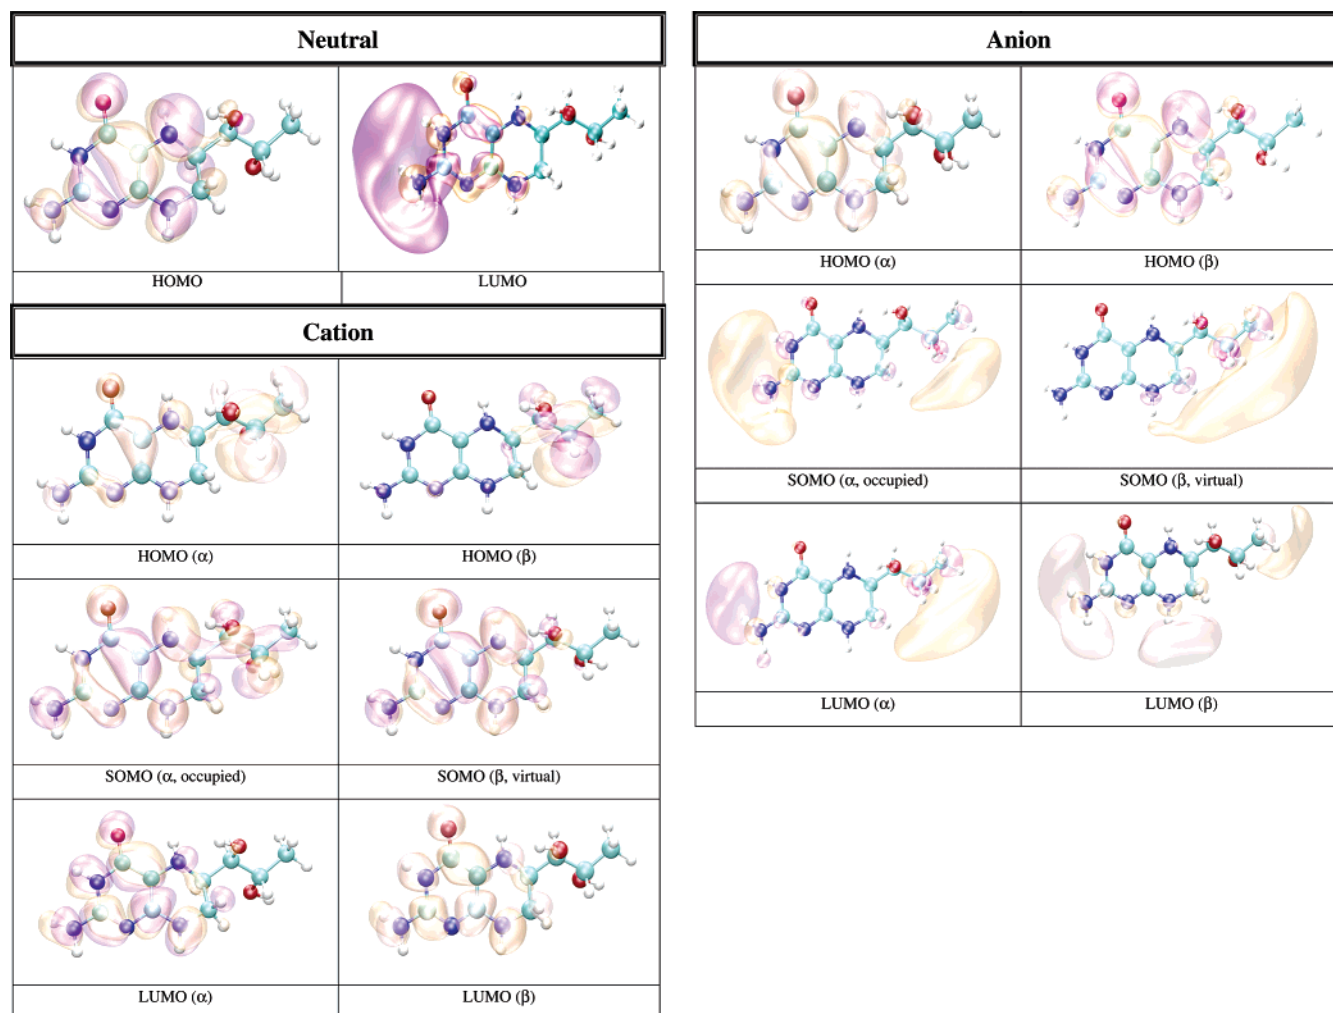 Neutral
HOMO
LUMO
Cation
HOMO (α)
HOMO (β)
SOMO (α, occupied)
SOMO (β, virtual)
LUMO (α)
LUMO (β)
Anion
HOMO (α)
HOMO (β)
SOMO (α, occupied)
SOMO (β, virtual)
LUMO (α)
LUMO (β)